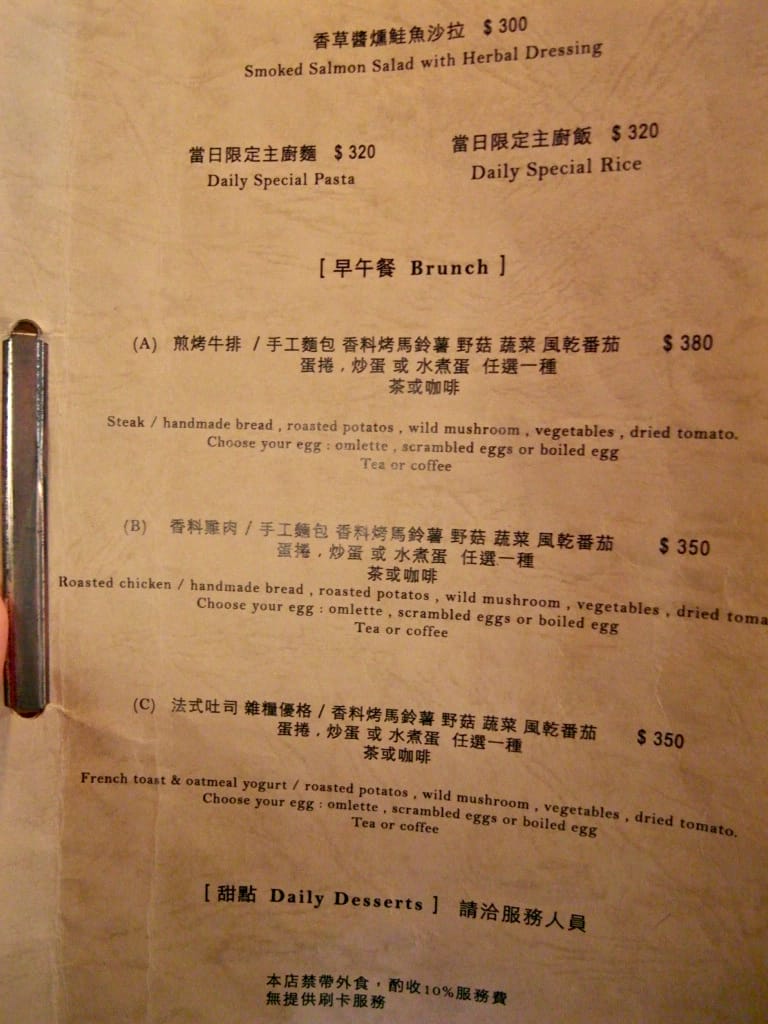 香草醬燻鮭魚沙拉 $ 300
Smoked Salmon Salad with Herbal Dressing
當日限定主廚麵 $ 320
Daily Special Pasta
當日限定主廚飯 $ 320
Daily Special Rice
[ 早午餐 Brunch ]
(A) 煎烤牛排 / 手工麵包 香料烤馬鈴薯 野菇 蔬菜 風乾番茄 $ 380
蛋捲 , 炒蛋 或 水煮蛋 任選一種
茶或咖啡
Steak / handmade bread , roasted potatos , wild mushroom , vegetables , dried tomato.
Choose your egg : omlette , scrambled eggs or boiled egg
Tea or coffee
(B) 香料雞肉 / 手工麵包 香料烤馬鈴薯 野菇 蔬菜 風乾番茄 $ 350
蛋捲 , 炒蛋 或 水煮蛋 任選一種
茶或咖啡
Roasted chicken / handmade bread , roasted potatos , wild mushroom , vegetables , dried toma
Choose your egg : omlette , scrambled eggs or boiled egg
Tea or coffee
(C) 法式吐司 雜糧優格 / 香料烤馬鈴薯 野菇 蔬菜 風乾番茄 $ 350
蛋捲 , 炒蛋 或 水煮蛋 任選一種
茶或咖啡
French toast & oatmeal yogurt / roasted potatos , wild mushroom , vegetables , dried tomato.
Choose your egg : omlette , scrambled eggs or boiled egg
Tea or coffee
[ 甜點 Daily Desserts ] 請洽服務人員
本店禁帶外食，酌收10%服務費
無提供刷卡服務